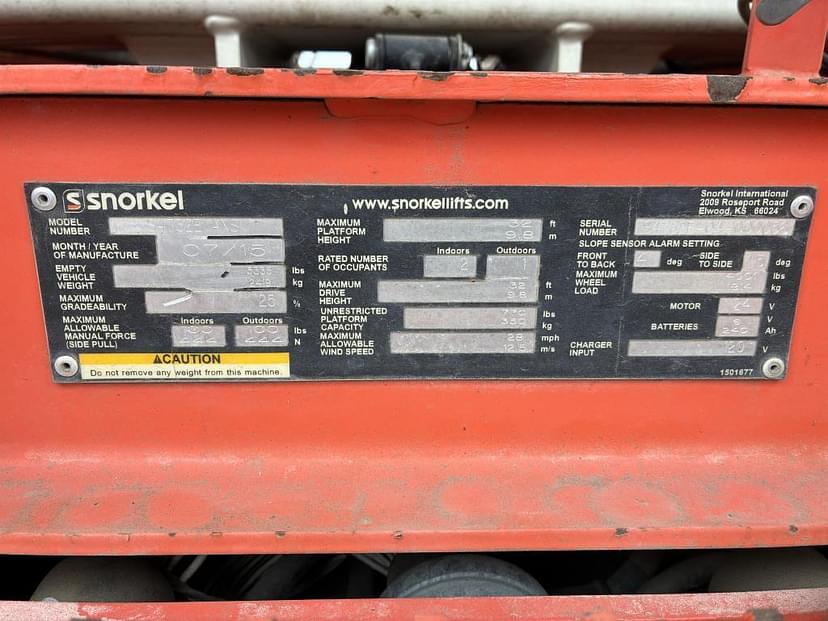 snorkel
www.snorkellifts.com
Snorkel International
2009 Roseport Road
Elwood, KS 66024
MODEL
NUMBER
MONTH / YEAR
OF MANUFACTURE
EMPTY
VEHICLE
WEIGHT
lbs
kg
MAXIMUM
GRADEABILITY
25 %
MAXIMUM
ALLOWABLE
MANUAL FORCE
(SIDE PULL)
Indoors
Outdoors
lbs
222 222 N
⚠CAUTION
Do not remove any weight from this machine.
MAXIMUM
PLATFORM
HEIGHT
32 ft
9.8 m
RATED NUMBER
OF OCCUPANTS
Indoors
Outdoors
2 1
MAXIMUM
DRIVE
HEIGHT
32 ft
9.8 m
UNRESTRICTED
PLATFORM
CAPACITY
lbs
kg
MAXIMUM
ALLOWABLE
WIND SPEED
28 mph
12.5 m/s
SERIAL
NUMBER
SLOPE SENSOR ALARM SETTING
FRONT
TO BACK
deg
SIDE
TO SIDE
deg
MAXIMUM
WHEEL
LOAD
lbs
kg
MOTOR 24 V
BATTERIES
V
Ah
CHARGER
INPUT
V
1501677